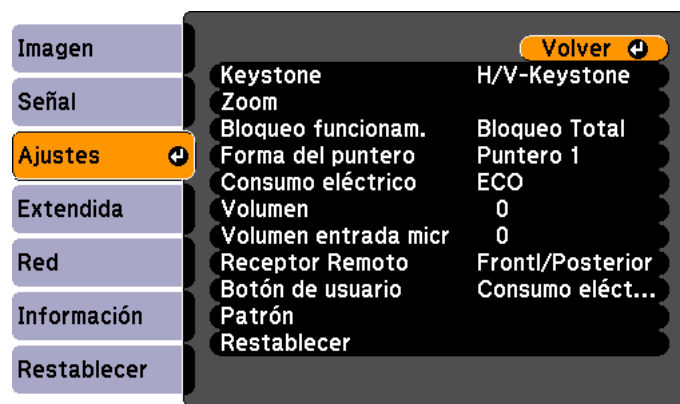 Imagen
Señal
Ajustes
Extendida
Red
Información
Restablecer
Volver
Keystone H/V-Keystone
Zoom
Bloqueo funcionam. Bloqueo Total
Forma del puntero Puntero 1
Consumo eléctrico ECO
Volumen 0
Volumen entrada micr 0
Receptor Remoto Frontl/Posterior
Botón de usuario Consumo eléct...
Patrón
Restablecer